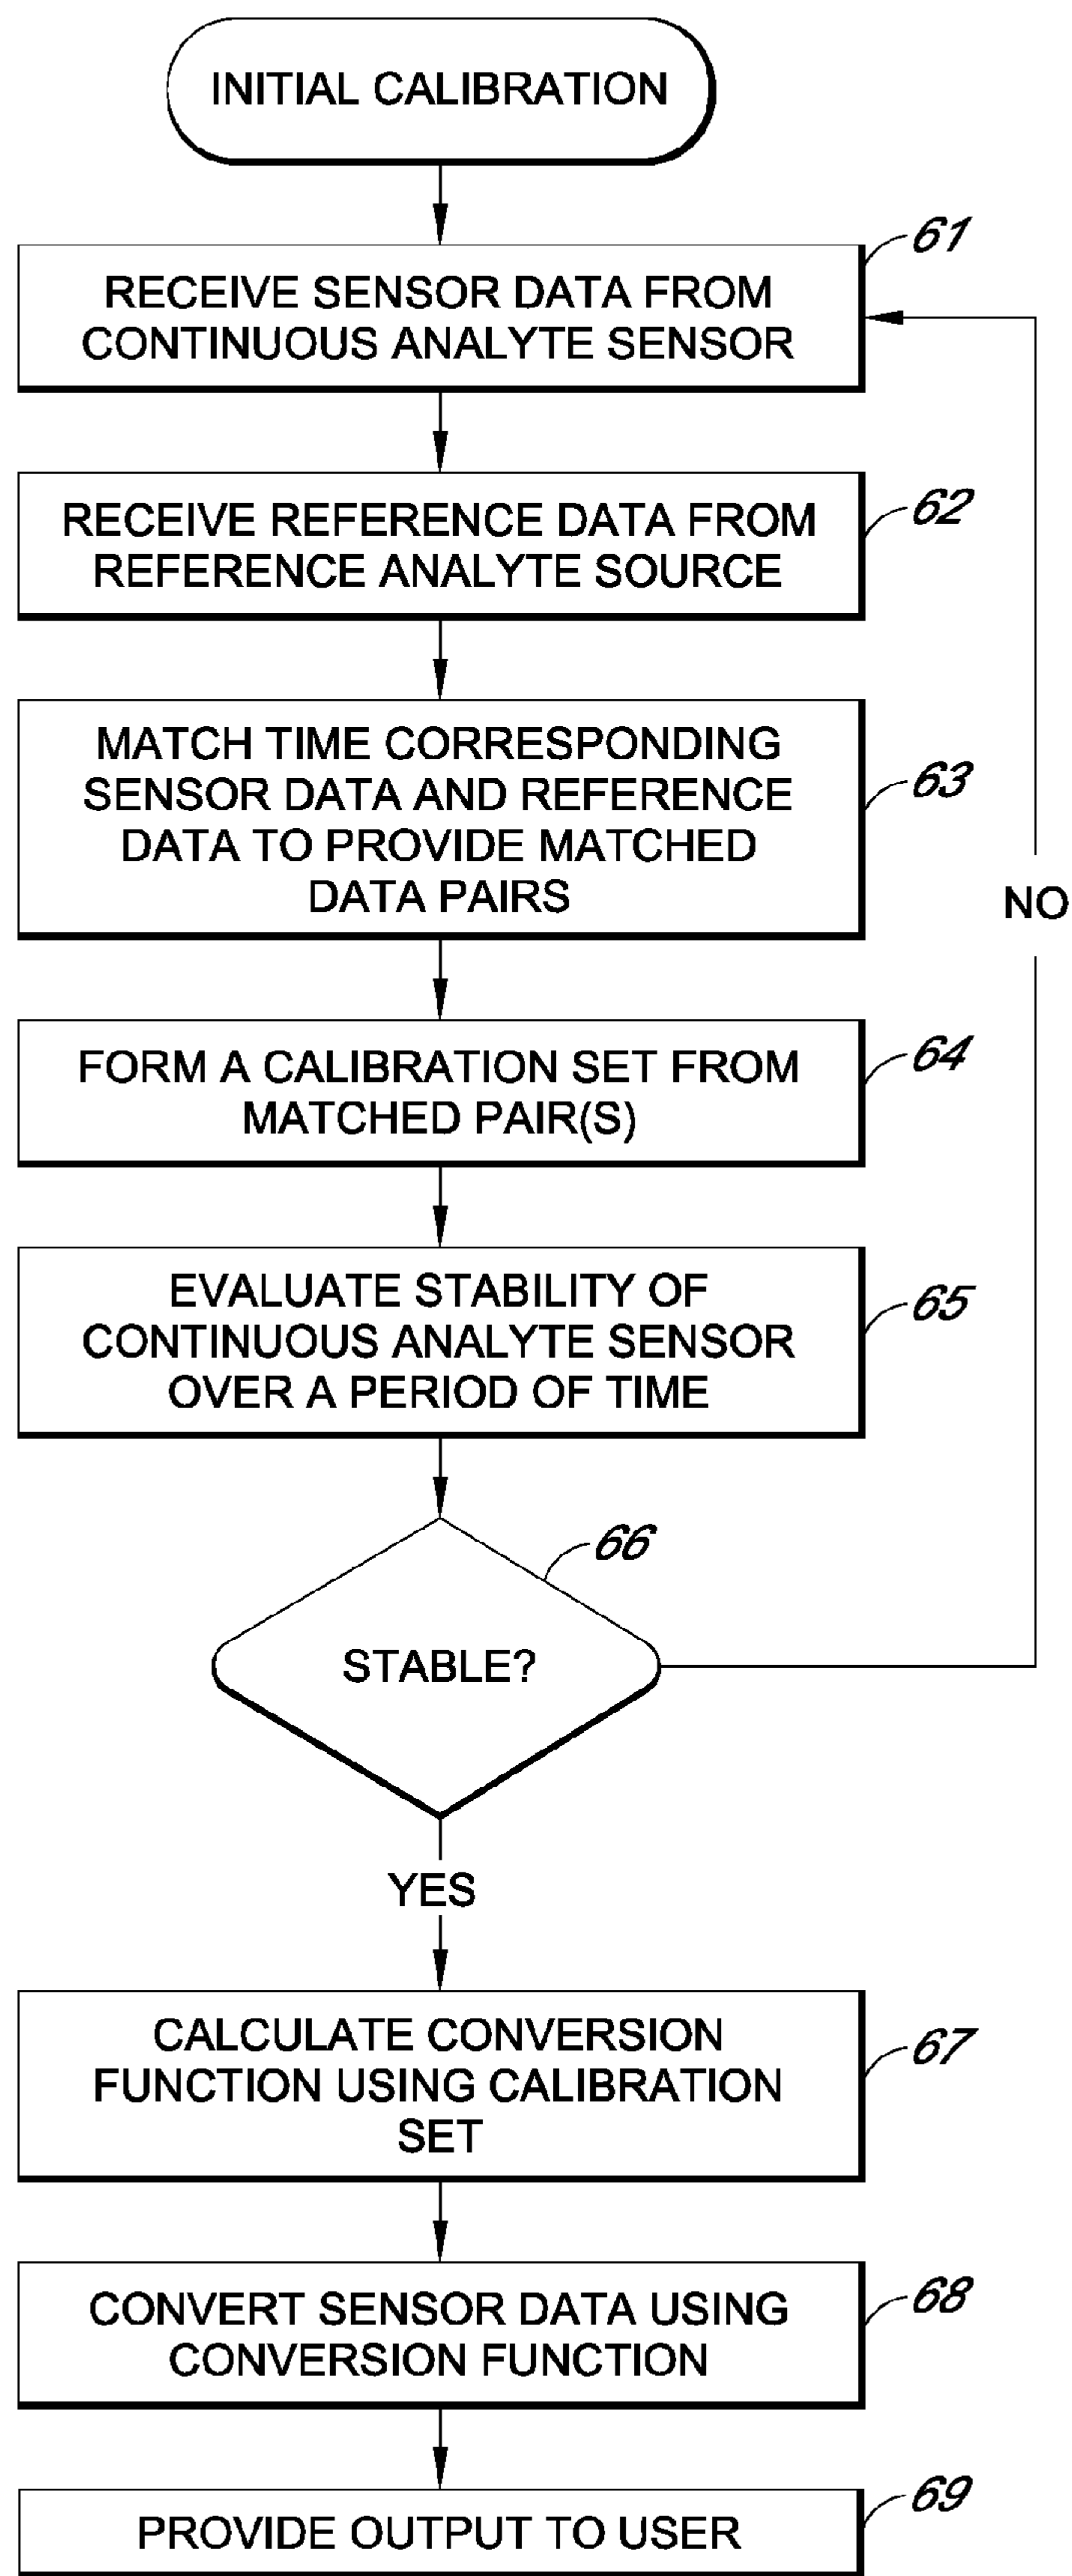 INITIAL CALIBRATION
61
RECEIVE SENSOR DATA FROM
CONTINUOUS ANALYTE SENSOR
62
RECEIVE REFERENCE DATA FROM
REFERENCE ANALYTE SOURCE
63
MATCH TIME CORRESPONDING
SENSOR DATA AND REFERENCE
DATA TO PROVIDE MATCHED
DATA PAIRS
NO
64
FORM A CALIBRATION SET FROM
MATCHED PAIR(S)
65
EVALUATE STABILITY OF
CONTINUOUS ANALYTE SENSOR
OVER A PERIOD OF TIME
66
STABLE?
YES
67
CALCULATE CONVERSION
FUNCTION USING CALIBRATION
SET
68
CONVERT SENSOR DATA USING
CONVERSION FUNCTION
69
PROVIDE OUTPUT TO USER